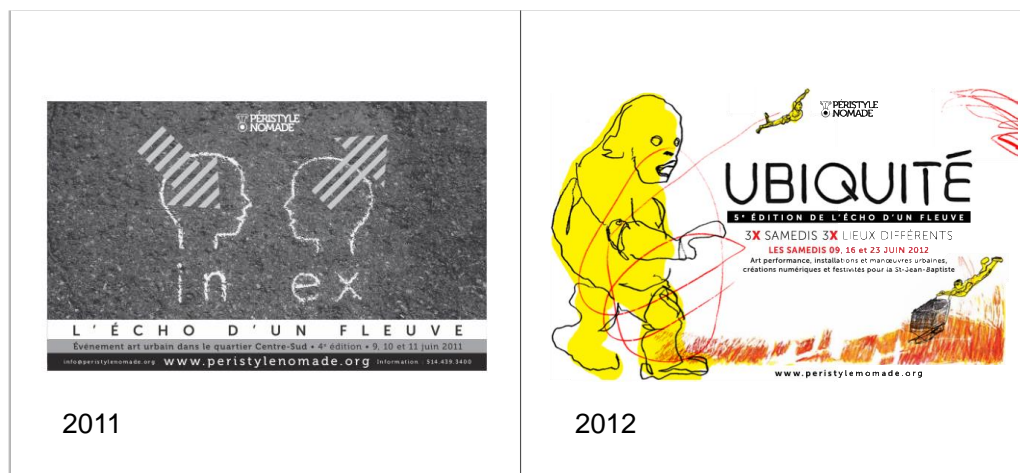 PÉRISTYLE
NOMADE
in ex
L'ÉCHO D'UN FLEUVE
Événement art urbain dans le quartier Centre-Sud • 4e édition • 9, 10 et 11 juin 2011
info@peristylenomade.org www.peristylenomade.org Information : 514.439.3400
2011
PÉRISTYLE
NOMADE
UBIQUITÉ
5e ÉDITION DE L'ÉCHO D'UN FLEUVE
3X SAMEDIS 3X LIEUX DIFFÉRENTS
LES SAMEDIS 09, 16 et 23 JUIN 2012
Art performance, installations et manœuvres urbaines,
créations numériques et festivités pour la St-Jean-Baptiste
www.peristylenomade.org
2012